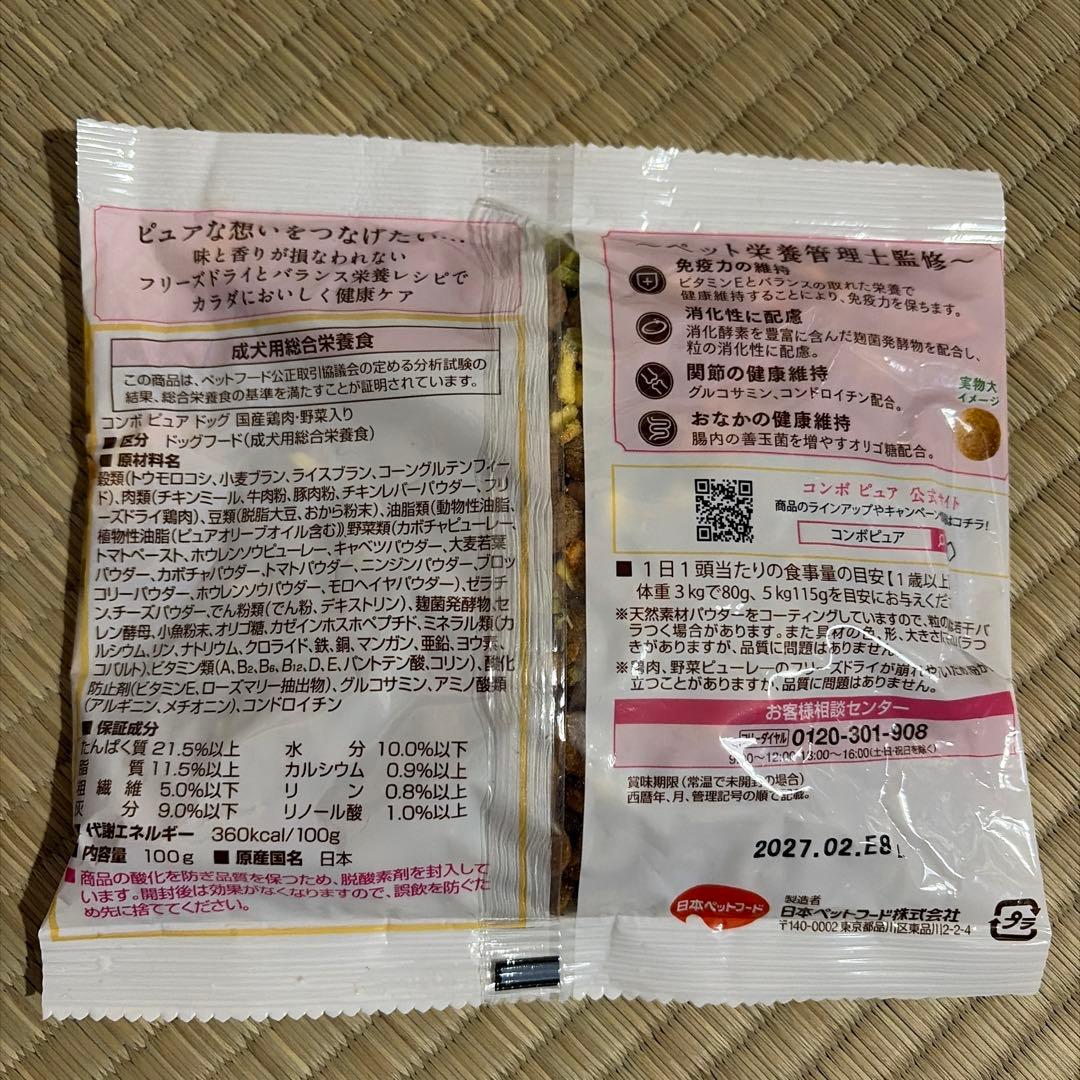 ピュアな想いをつなげたい…
味と香りが損なわれない
フリーズドライとバランス栄養レシピで
カラダにおいしく健康ケア
成犬用総合栄養食
この商品は、ペットフード公正取引協議会の定める分析試験の
結果、総合栄養食の基準を満たすことが証明されています。
コンボ ピュア ドッグ 国産鶏肉・野菜入り
■区分 ドッグフード(成犬用総合栄養食)
■原材料名
穀類(トウモロコシ、小麦ブラン、ライスブラン、コーングルテンフィー
ド)、肉類(チキンミール、牛肉粉、豚肉粉、チキンレバーパウダー、フリ
ーズドライ鶏肉)、豆類(脱脂大豆、おから粉末)、油脂類(動物性油脂、
植物性油脂(ピュアオリーブオイル含む))、野菜類(カボチャピューレー、
トマトペースト、ホウレンソウピューレー、キャベツパウダー、大麦若葉
パウダー、カボチャパウダー、トマトパウダー、ニンジンパウダー、ブロッ
コリーパウダー、ホウレンソウパウダー、モロヘイヤパウダー)、ゼラチ
ン、チーズパウダー、でん粉類(でん粉、デキストリン)、麹菌発酵物、セ
レン酵母、小魚粉末、オリゴ糖、カゼインホスホペプチド、ミネラル類(カ
ルシウム、リン、ナトリウム、クロライド、鉄、銅、マンガン、亜鉛、ヨウ素、
コバルト)、ビタミン類(A、B2、B6、B12、D、E、パントテン酸、コリン)、酸化
防止剤(ビタミンE、ローズマリー抽出物)、グルコサミン、アミノ酸類
(アルギニン、メチオニン)、コンドロイチン
■保証成分
たんぱく質 21.5%以上 水 分 10.0%以下
脂 質 11.5%以上 カルシウム 0.9%以上
粗 繊 維 5.0%以下 リ ン 0.8%以上
灰 分 9.0%以下 リノール酸 1.0%以上
■代謝エネルギー 360kcal/100g
■内容量 100g ■原産国名 日本
■商品の酸化を防ぎ品質を保つため、脱酸素剤を封入して
います。開封後は効果がなくなりますので、誤飲を防ぐた
め先に捨ててください。
〜ペット栄養管理士監修〜
免疫力の維持
ビタミンEとバランスの取れた栄養で
健康維持することにより、免疫力を保ちます。
消化性に配慮
消化酵素を豊富に含んだ麹菌発酵物を配合し、
粒の消化性に配慮。
関節の健康維持
グルコサミン、コンドロイチン配合。
おなかの健康維持
腸内の善玉菌を増やすオリゴ糖配合。
実物大
イメージ
コンボ ピュア 公式サイト
商品のラインアップやキャンペーン情報はコチラ!
コンボピュア
■1日1頭当たりの食事量の目安【1歳以上
体重3kgで80g、5kg115gを目安にお与えくだ
※天然素材パウダーをコーティングしていますので、粒の色に若干バ
ラつく場合があります。また具材の色、形、大きさに
きがありますが、品質に問題はありません。
※鶏肉、野菜ピューレーのフリーズドライが崩れやすいため粉が
立つことがありますが、品質に問題はありません。
お客様相談センター
フリーダイヤル 0120-301-908
9:00〜12:00 13:00〜16:00(土・日・祝日を除く)
賞味期限(常温で未開封の場合)
西暦年、月、管理記号の順で記載。
2027.02.E8
日本ペットフード
製造者
日本ペットフード株式会社
〒140-0002 東京都品川区東品川2-2-4
プラ